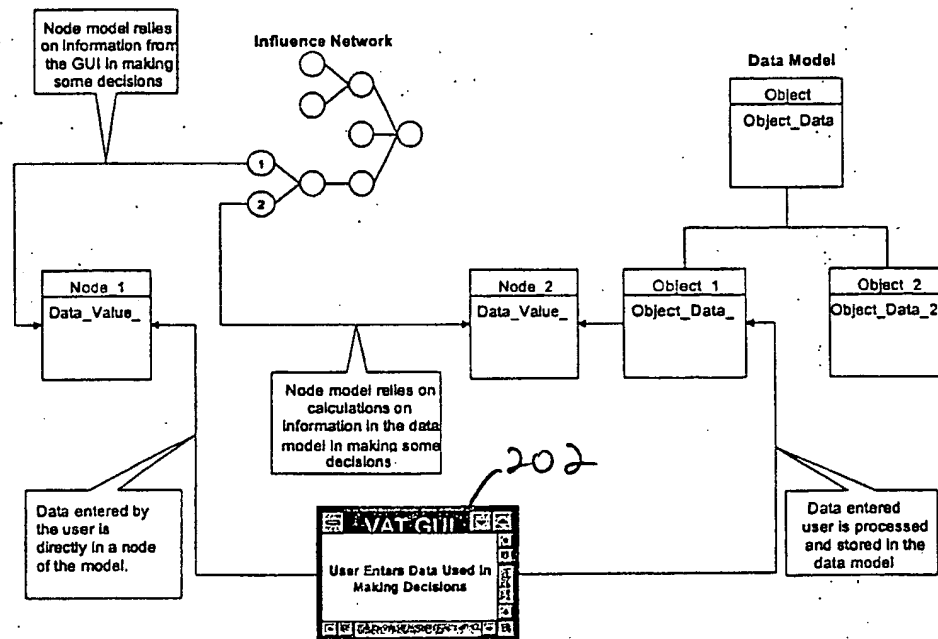 Node model relies
on information from
the GUI in making
some decisions
Influence Network
1
2
Data Model
Object
Object_Data
Node_1
Data_Value_
Node_2
Data_Value_
Object_1
Object_Data_
Object_2
Object_Data_2
Node model relies on
calculations on
information in the data
model in making some
decisions
202
Data entered by
the user is
directly in a node
of the model.
VAT GUI
User Enters Data Used in
Making Decisions
Data entered
user is processed
and stored in the
data model